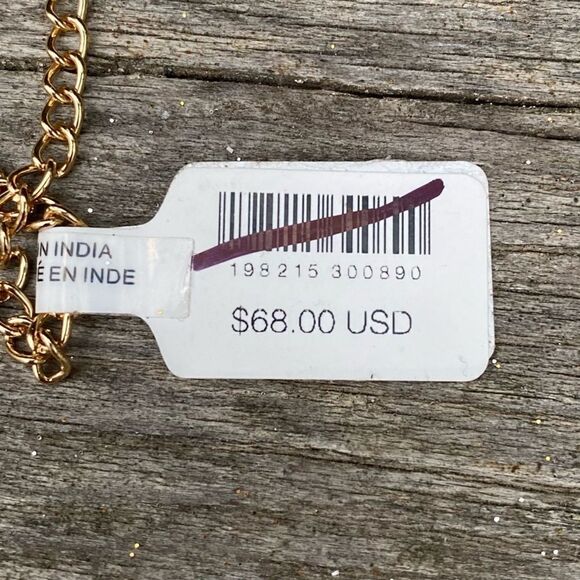 N INDIA
É EN INDE
198215 300890
$68.00 USD